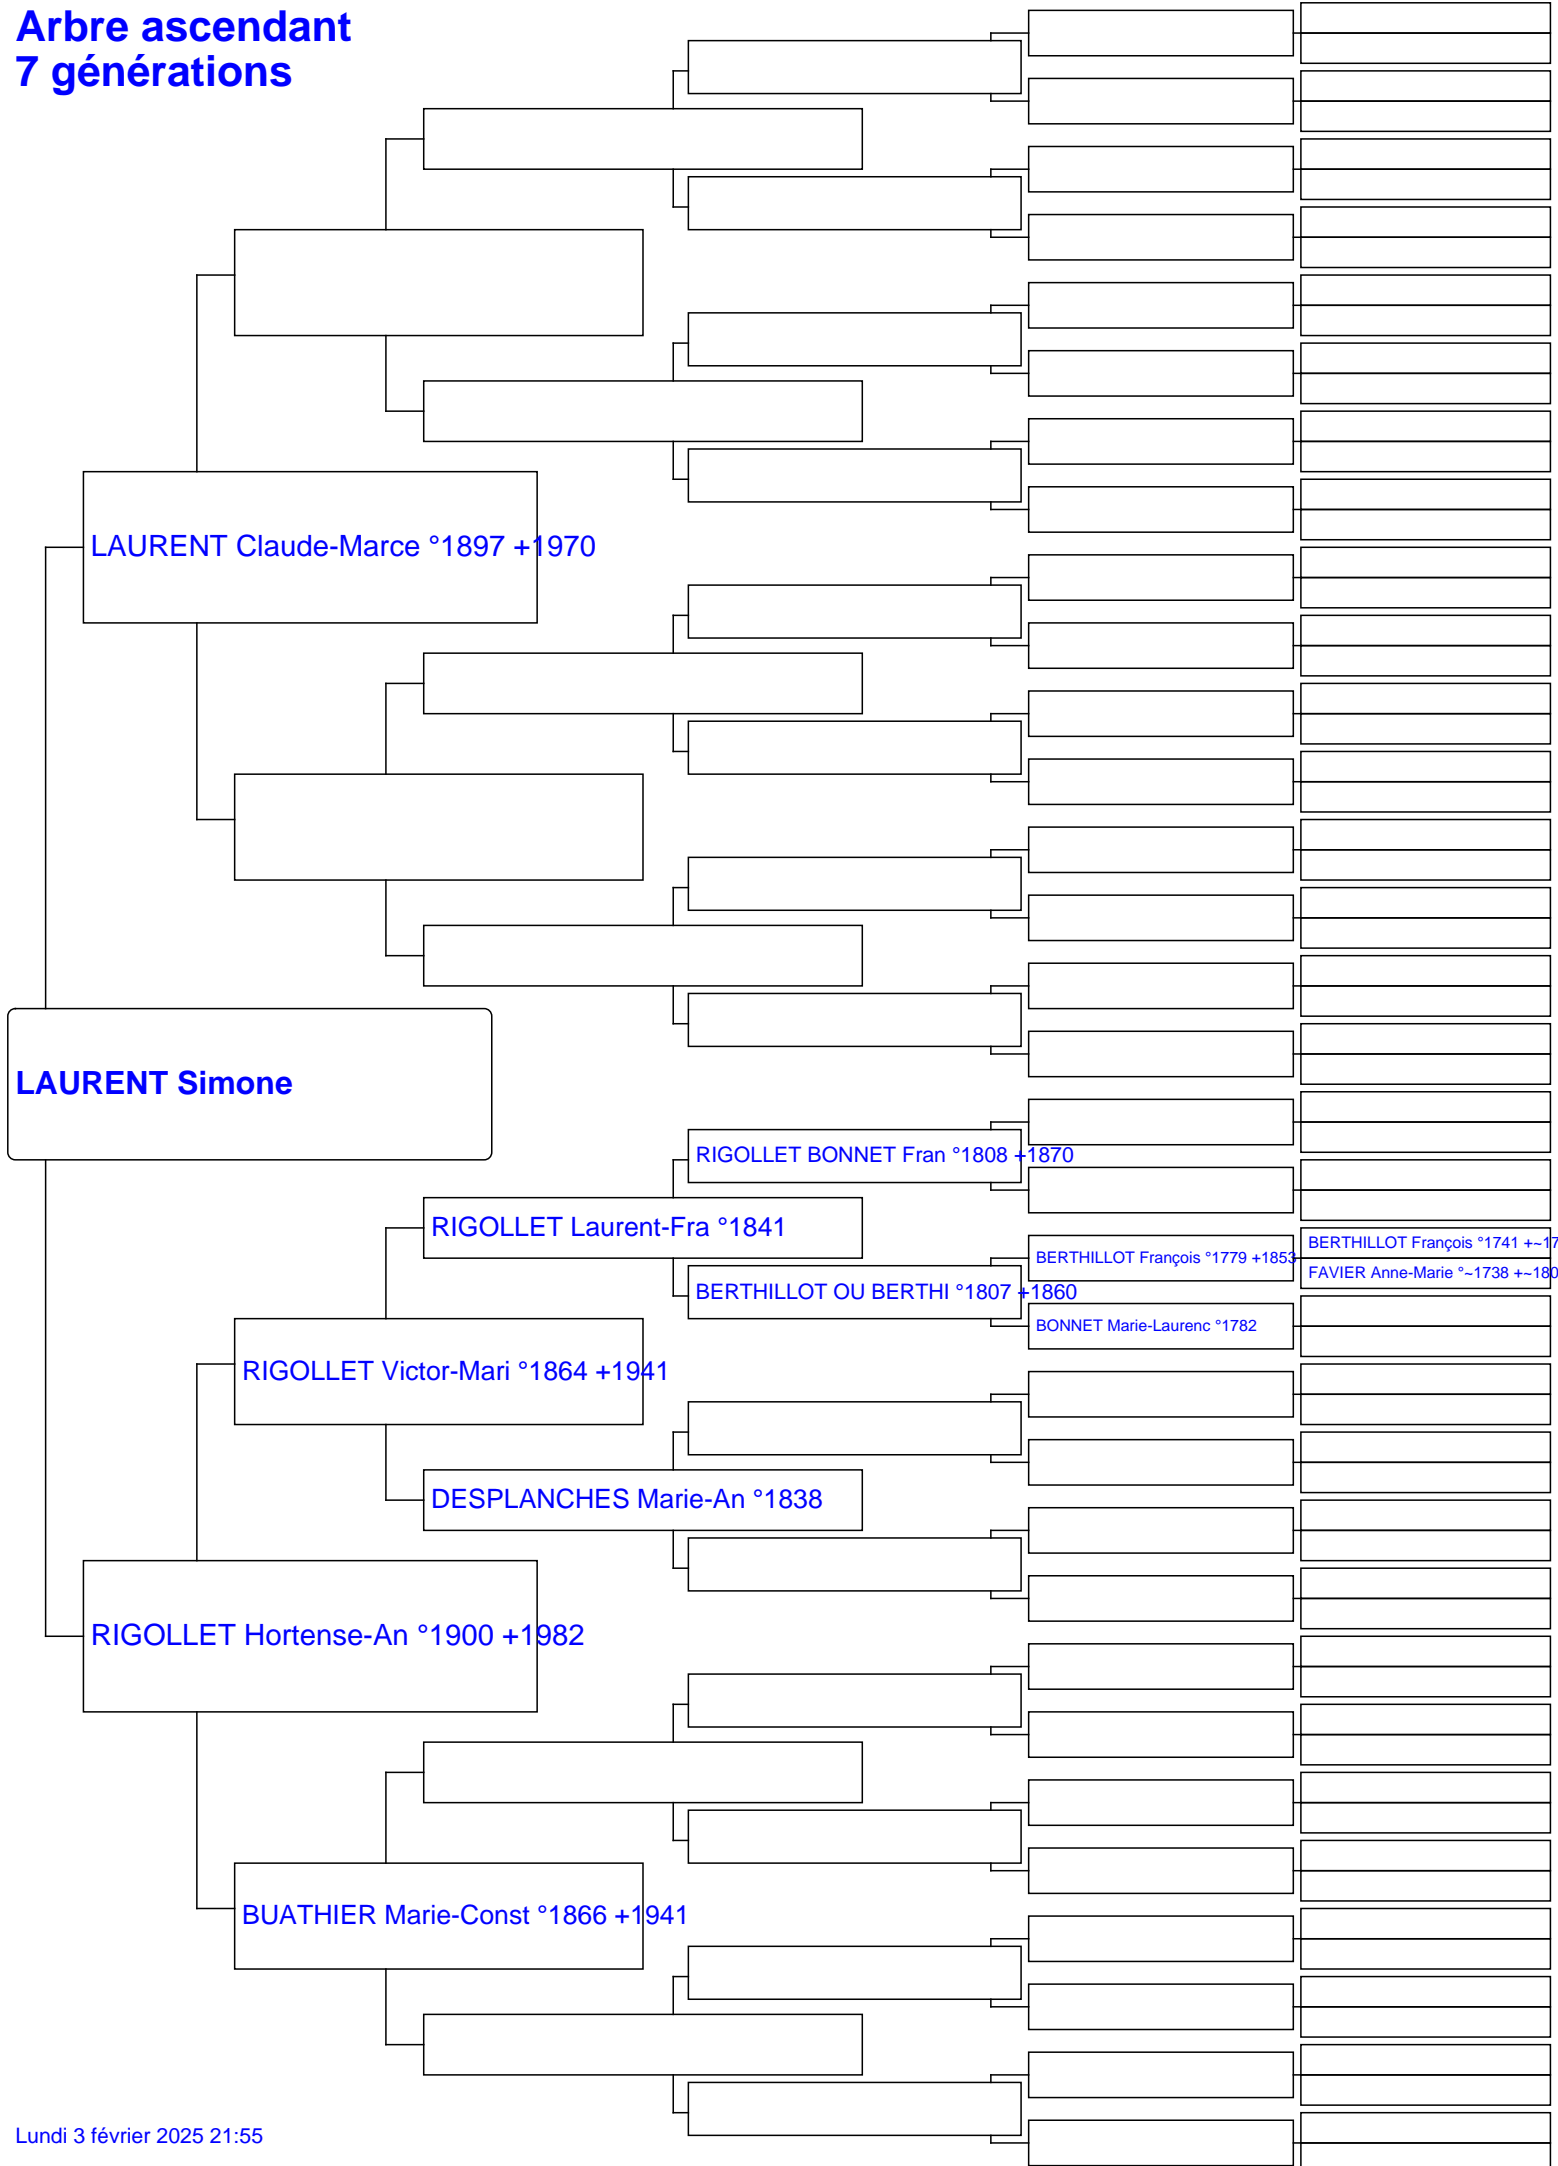 Arbre ascendant
7 générations
LAURENT Claude-Marce °1897 +1970
LAURENT Simone
RIGOLLET BONNET Fran °1808 +1870
RIGOLLET Laurent-Fra °1841
BERTHILLOT François °1741 +~17
BERTHILLOT François °1779 +1853
FAVIER Anne-Marie °~1738 +~180
BERTHILLOT OU BERTHI °1807 +1860
BONNET Marie-Laurenc °1782
RIGOLLET Victor-Mari °1864 +1941
DESPLANCHES Marie-An °1838
RIGOLLET Hortense-An °1900 +1982
BUATHIER Marie-Const °1866 +1941
Lundi 3 février 2025 21:55